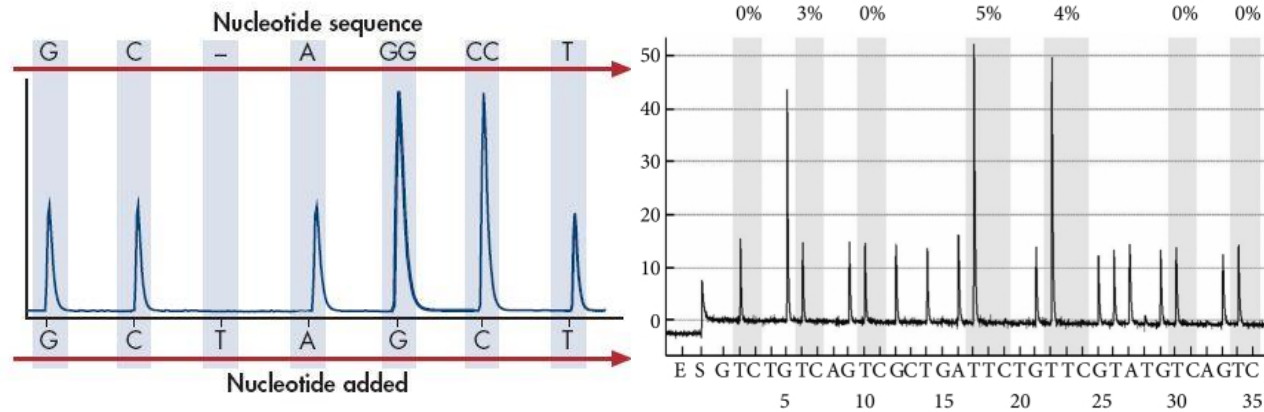 Nucleotide sequence
G C – A GG CC T
G C T A G C T
Nucleotide added
0% 3% 0% 5% 4% 0% 0%
50
40
30
20
10
0
E S G T C T G T C A G T C G C T G A T T C T G T T C G T A T G T C A G T C
5 10 15 20 25 30 35